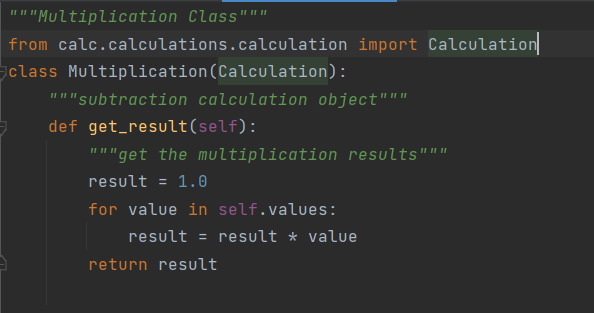 """Multiplication Class"""
from calc.calculations.calculation import Calculation
class Multiplication(Calculation):
    """subtraction calculation object"""
    def get_result(self):
        """get the multiplication results"""
        result = 1.0
        for value in self.values:
            result = result * value
        return result